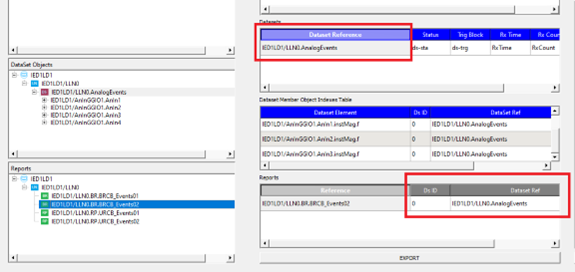 DataSet Objects
IED1LD1
IED1LD1/LLN0
IED1LD1/LLN0.AnalogEvents
IED1LD1/AnInGGIO1.AnIn1
IED1LD1/AnInGGIO1.AnIn2
IED1LD1/AnInGGIO1.AnIn3
IED1LD1/AnInGGIO1.AnIn4
Reports
IED1LD1
IED1LD1/LLN0
IED1LD1/LLN0.BR.BRCB_Events01
IED1LD1/LLN0.BR.BRCB_Events02
IED1LD1/LLN0.RP.URCB_Events01
IED1LD1/LLN0.RP.URCB_Events02
Datasets
Dataset Reference Status Trig Block Rx Time Rx Count
IED1LD1/LLN0.AnalogEvents ds-sta ds-trg RxTime RxCount
Dataset Member Object Indexes Table
Dataset Element Ds ID DataSet Ref
IED1LD1/AnInGGIO1.AnIn1.instMag.f 0 IED1LD1/LLN0.AnalogEvents
IED1LD1/AnInGGIO1.AnIn2.instMag.f 0 IED1LD1/LLN0.AnalogEvents
IED1LD1/AnInGGIO1.AnIn3.instMag.f 0 IED1LD1/LLN0.AnalogEvents
Reports
Reference Ds ID Dataset Ref
IED1LD1/LLN0.BR.BRCB_Events02 0 IED1LD1/LLN0.AnalogEvents
EXPORT